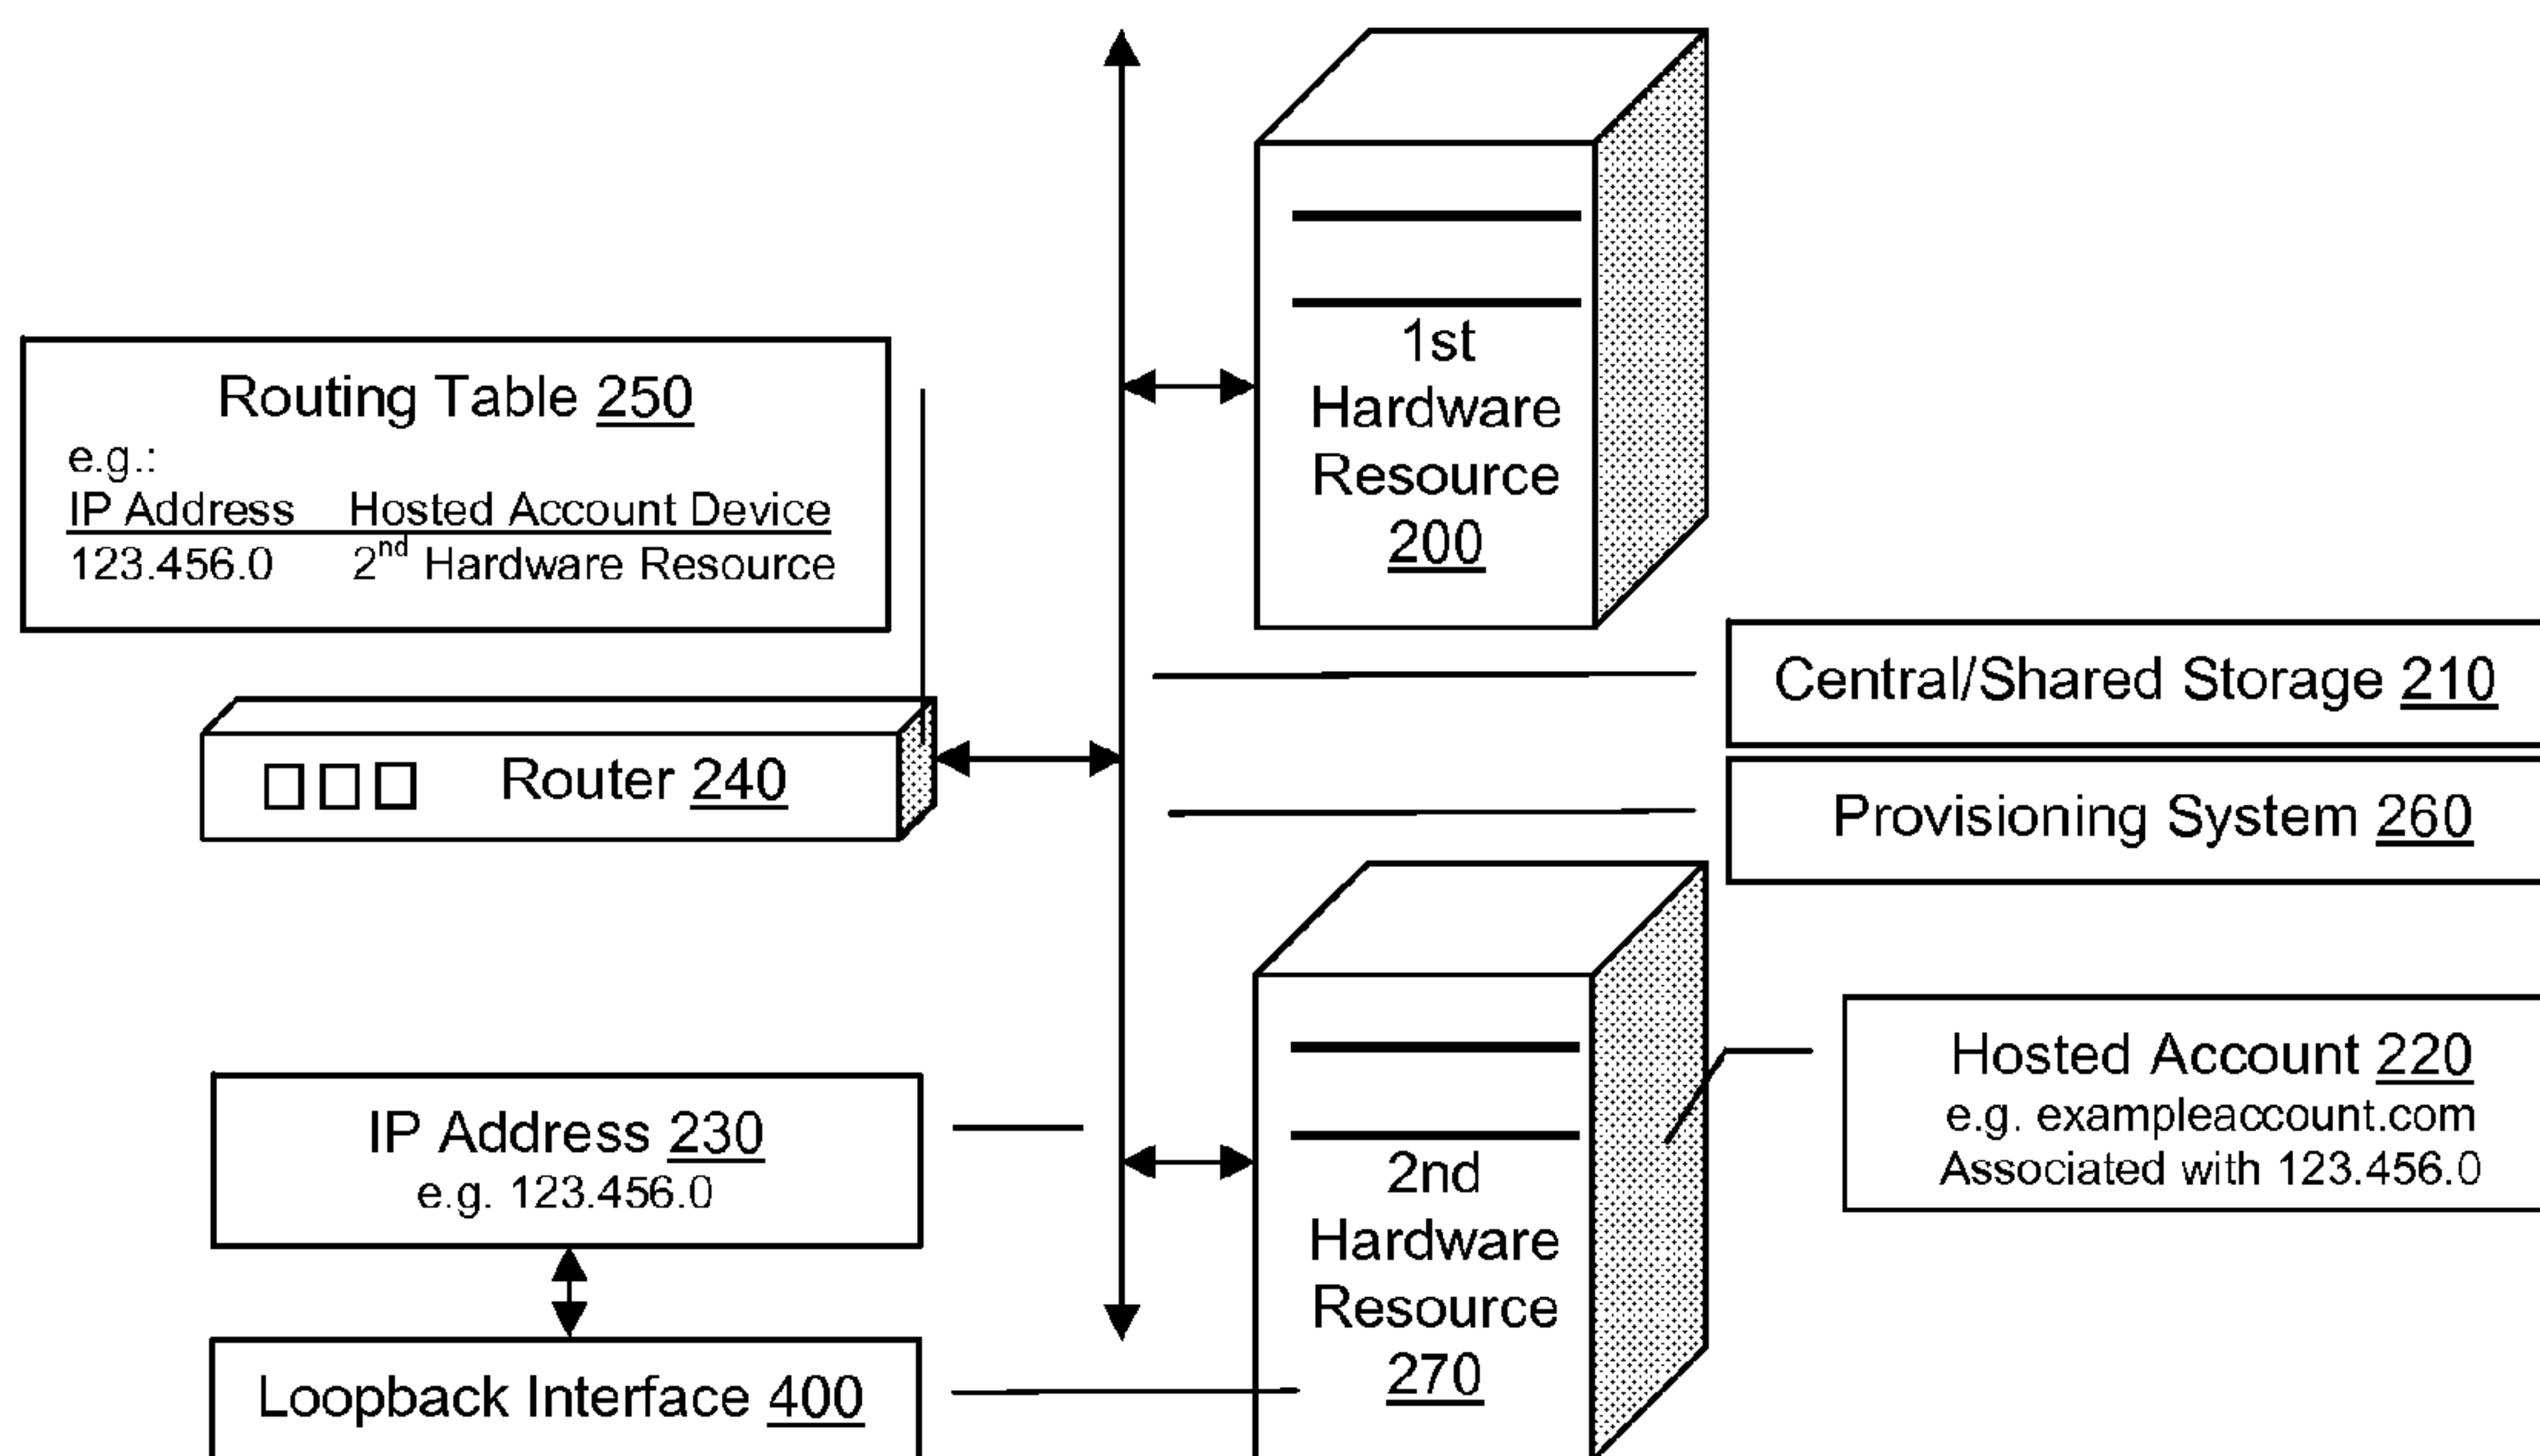 1st
Hardware
Resource
200
Routing Table 250
e.g.:
IP Address Hosted Account Device
123.456.0 2nd Hardware Resource
Central/Shared Storage 210
Router 240
Provisioning System 260
Hosted Account 220
e.g. exampleaccount.com
Associated with 123.456.0
IP Address 230
e.g. 123.456.0
2nd
Hardware
Resource
270
Loopback Interface 400